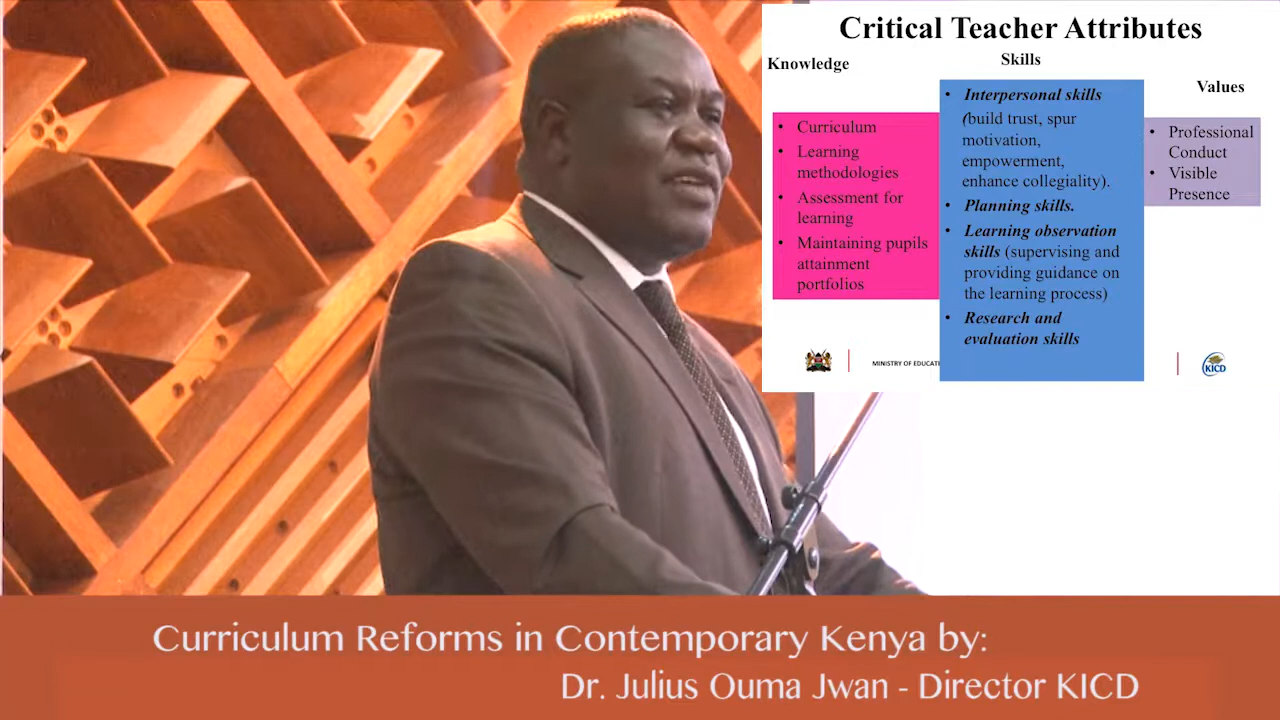 Critical Teacher Attributes
Knowledge
• Curriculum
• Learning
methodologies
• Assessment for
learning
• Maintaining pupils
attainment
portfolios
Skills
• Interpersonal skills
(build trust, spur
motivation,
empowerment,
enhance collegiality).
• Planning skills.
• Learning observation
skills (supervising and
providing guidance on
the learning process)
• Research and
evaluation skills
Values
• Professional
Conduct
• Visible
Presence
MINISTRY OF EDUCAT
KICD
Curriculum Reforms in Contemporary Kenya by:
Dr. Julius Ouma Jwan - Director KICD